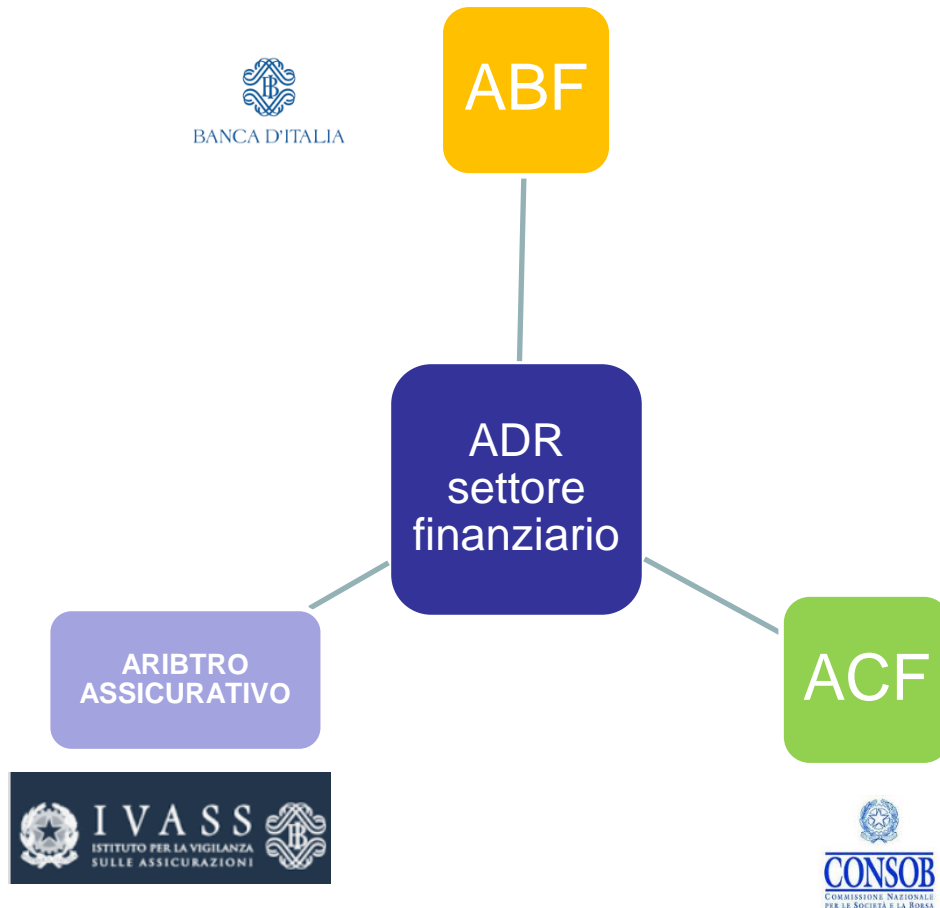 ABF
BANCA D'ITALIA
ADR
settore
finanziario
ARIBTRO
ASSICURATIVO
ACF
IVASS
ISTITUTO PER LA VIGILANZA
SULLE ASSICURAZIONI
CONSOB
COMMISSIONE NAZIONALE
PER LE SOCIETÀ E LA BORSA